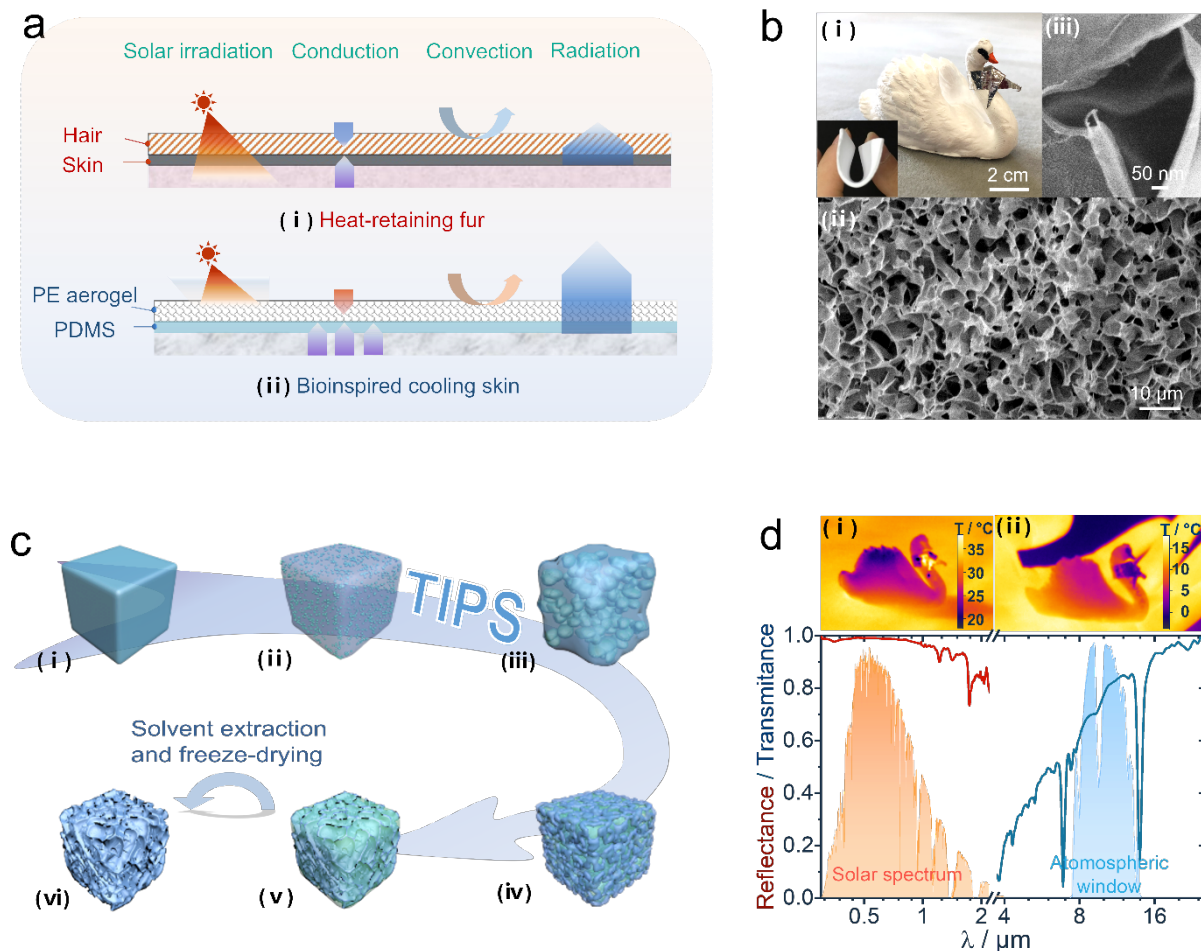 a
Solar irradiation Conduction Convection Radiation
Hair
Skin
(i) Heat-retaining fur
PE aerogel
PDMS
(ii) Bioinspired cooling skin
b
(i)
2 cm
(iii)
50 nm
(ii)
10 µm
c
(i)
(ii)
TIPS
(iii)
Solvent extraction
and freeze-drying
(vi)
(v)
(iv)
d
(i)
T / °C
35
30
25
20
(ii)
T / °C
15
10
5
0
Reflectance / Transmitance
1.0
0.8
0.6
0.4
0.2
0.0
Solar spectrum
Atomospheric
window
0.5 1 2 4 8 16
λ / µm